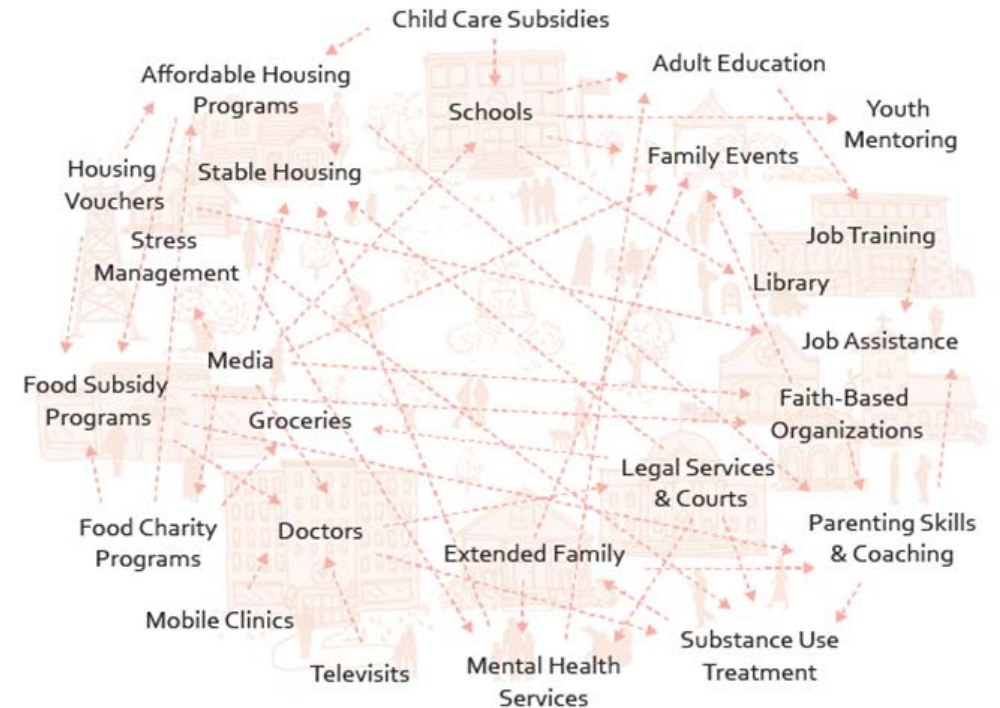 Child Care Subsidies
Affordable Housing
Programs
Schools
Adult Education
Youth
Mentoring
Family Events
Housing
Vouchers
Stable Housing
Stress
Management
Job Training
Library
Media
Job Assistance
Food Subsidy
Programs
Groceries
Faith-Based
Organizations
Legal Services
& Courts
Food Charity
Programs
Doctors
Extended Family
Parenting Skills
& Coaching
Mobile Clinics
Televisits
Mental Health
Services
Substance Use
Treatment